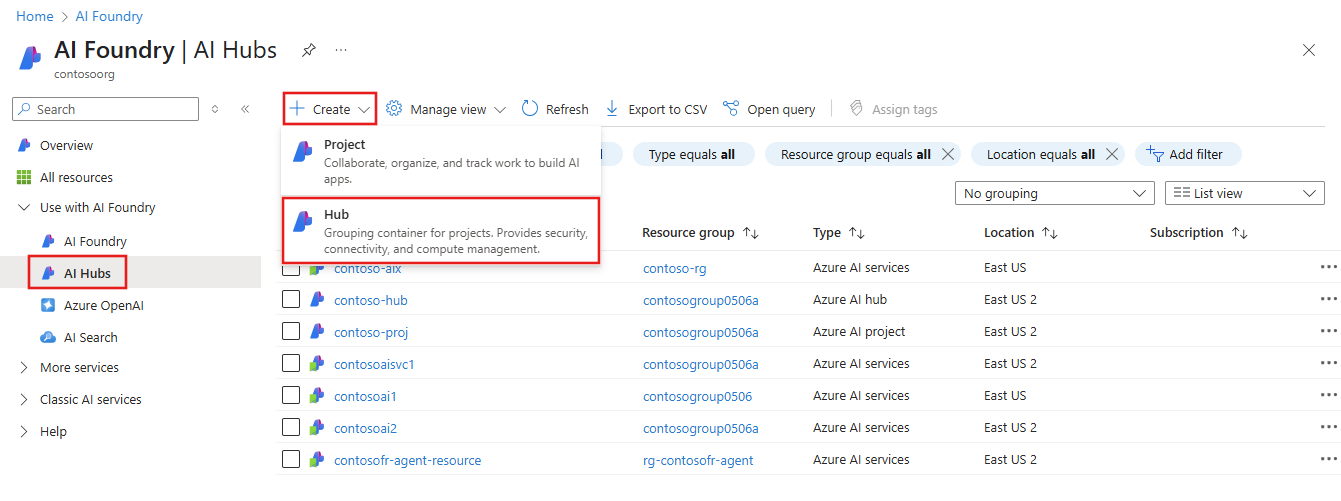 Home > AI Foundry
AI Foundry | AI Hubs
contosoorg
Search
Create
Manage view
Refresh
Export to CSV
Open query
Assign tags
Overview
All resources
Use with AI Foundry
AI Foundry
AI Hubs
Azure OpenAI
AI Search
More services
Classic AI services
Help
Project
Collaborate, organize, and track work to build AI
apps.
Hub
Grouping container for projects. Provides security,
connectivity, and compute management.
Type equals all
Resource group equals all
Location equals all
Add filter
No grouping
List view
Resource group Type Location Subscription
contoso-aix contoso-rg Azure AI services East US
contoso-hub contosogroup0506a Azure AI hub East US 2
contoso-proj contosogroup0506a Azure AI project East US 2
contosoaisvc1 contosogroup0506a Azure AI services East US 2
contosoai1 contosogroup0506 Azure AI services East US
contosoai2 contosogroup0506a Azure AI services East US 2
contosofr-agent-resource rg-contosofr-agent Azure AI services East US 2